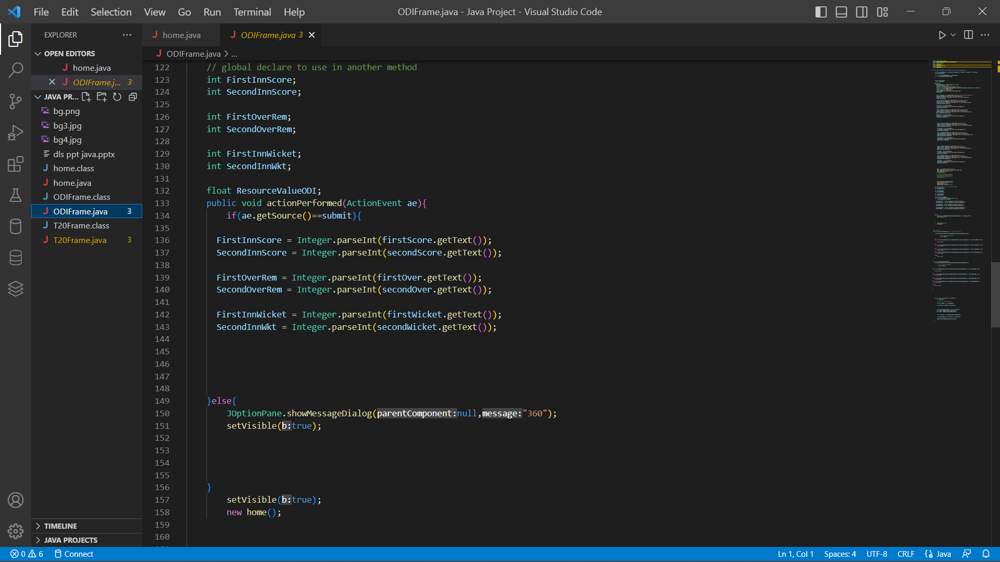 File Edit Selection View Go Run Terminal Help
ODIFrame.java - Java Project - Visual Studio Code
EXPLORER
OPEN EDITORS
home.java
ODIFrame.j... 3
JAVA PR...
bg.png
bg3.jpg
bg4.jpg
dls ppt java.pptx
home.class
home.java
ODIFrame.class
ODIFrame.java 3
T20Frame.class
T20Frame.java 3
TIMELINE
JAVA PROJECTS
home.java ODIFrame.java 3
ODIFrame.java > ...
122 // global declare to use in another method
123 int FirstInnScore;
124 int SecondInnScore;
125
126 int FirstOverRem;
127 int SecondOverRem;
128
129 int FirstInnWicket;
130 int SecondInnWkt;
131
132 float ResourceValueODI;
133 public void actionPerformed(ActionEvent ae){
134 if(ae.getSource()==submit){
135
136 FirstInnScore = Integer.parseInt(firstScore.getText());
137 SecondInnScore = Integer.parseInt(secondScore.getText());
138
139 FirstOverRem = Integer.parseInt(firstOver.getText());
140 SecondOverRem = Integer.parseInt(secondOver.getText());
141
142 FirstInnWicket = Integer.parseInt(firstWicket.getText());
143 SecondInnWkt = Integer.parseInt(secondWicket.getText());
144
145
146
147
148
149 }else{
150 JOptionPane.showMessageDialog(parentComponent:null,message:"360");
151 setVisible(b:true);
152
153
154
155
156 }
157 setVisible(b:true);
158 new home();
159
160
0 6 Connect
Ln 1, Col 1 Spaces: 4 UTF-8 CRLF Java